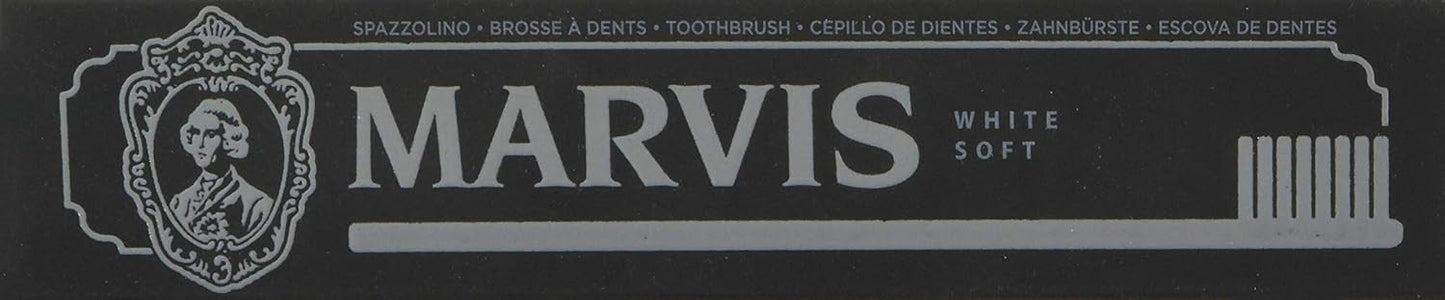 SPAZZOLINO • BROSSE À DENTS • TOOTHBRUSH • CEPILLO DE DIENTES • ZAHNBÜRSTE • ESCOVA DE DENTES
MARVIS
WHITE
SOFT